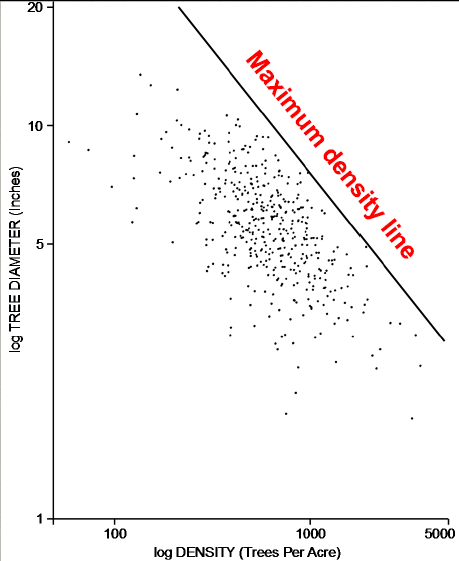 20
Maximum density line
10
log TREE DIAMETER (Inches)
5
1
100
1000
5000
log DENSITY (Trees Per Acre)